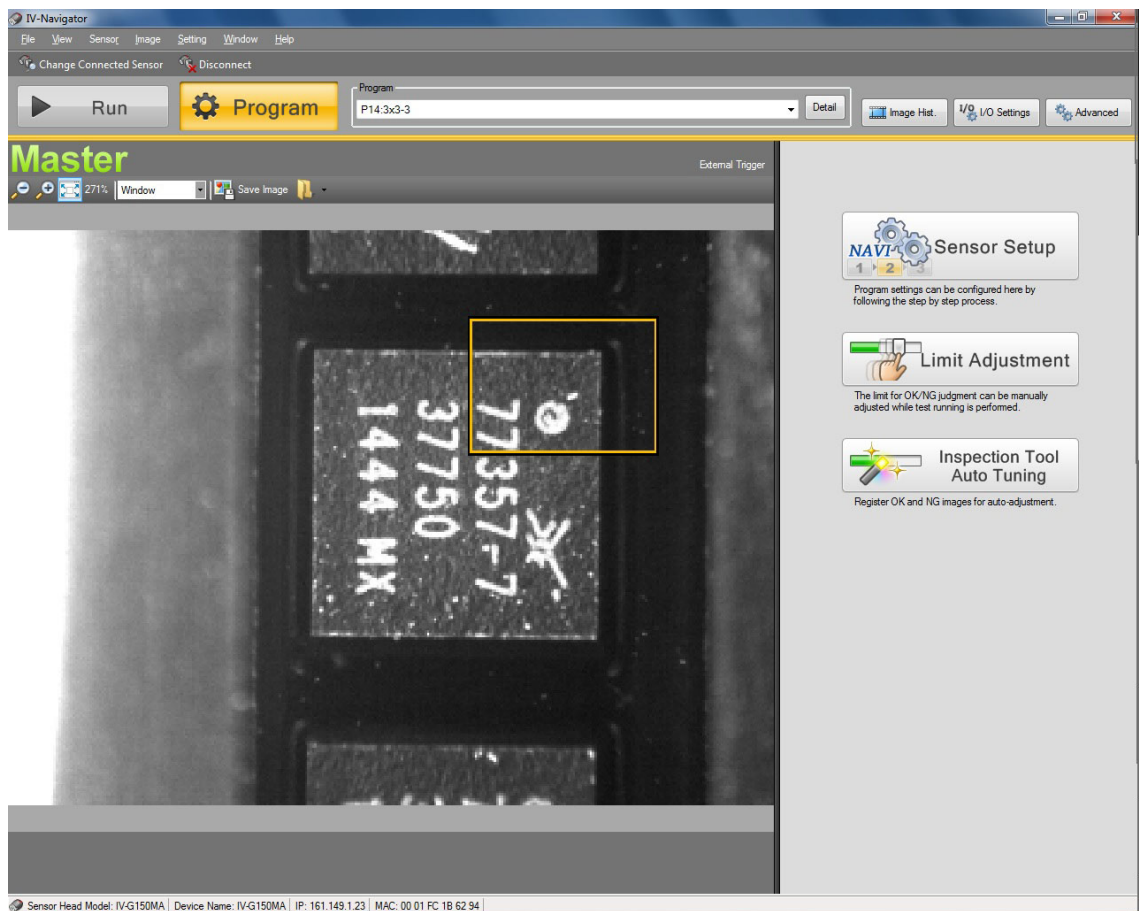 IV-Navigator
File View Sensor Image Setting Window Help
Change Connected Sensor Disconnect
Run Program
Program
P14:3x3-3
Detail
Image Hist. I/O Settings Advanced
Master
External Trigger
271% Window Save Image
NAVI Sensor Setup
1 2 3
Program settings can be configured here by
following the step by step process.
Limit Adjustment
The limit for OK/NG judgment can be manually
adjusted while test running is performed.
Inspection Tool
Auto Tuning
Register OK and NG images for auto-adjustment.
77357-7
37750
1444 MX
Sensor Head Model: IV-G150MA Device Name: IV-G150MA IP: 161.149.1.23 MAC: 00 01 FC 1B 62 94